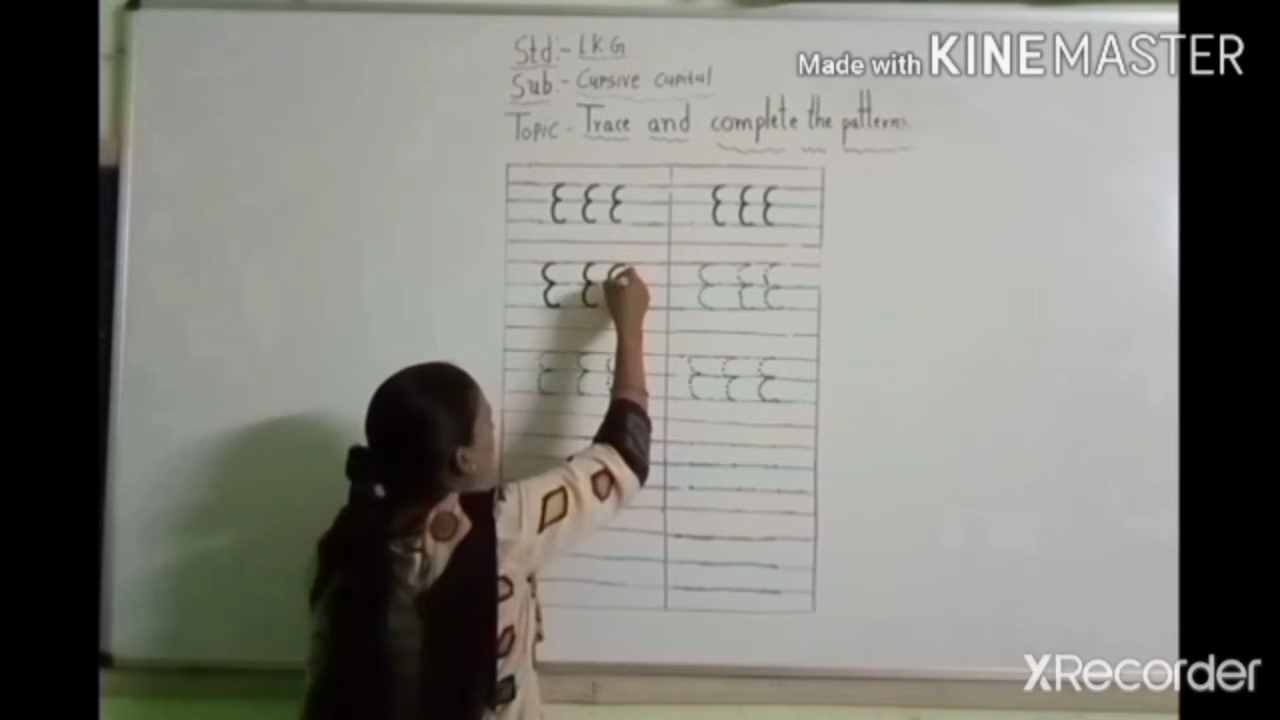 Made with KINEMASTER
Std:- LKG
Sub:- Cursive capital
Topic - Trace and complete the patterns.
Ɛ Ɛ Ɛ Ɛ Ɛ Ɛ
Ɛ Ɛ Ɛ Ɛ Ɛ
Ɛ Ɛ Ɛ Ɛ Ɛ
XRecorder